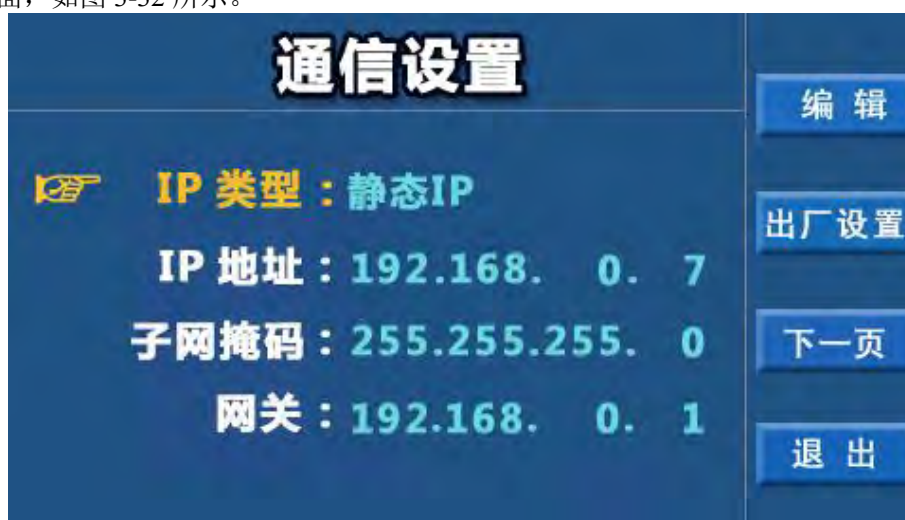 面，如图 3-32 所示。
通信设置
IP 类型：静态IP
IP 地址：192.168. 0. 7
子网掩码：255.255.255. 0
网关：192.168. 0. 1
编 辑
出厂设置
下一页
退 出